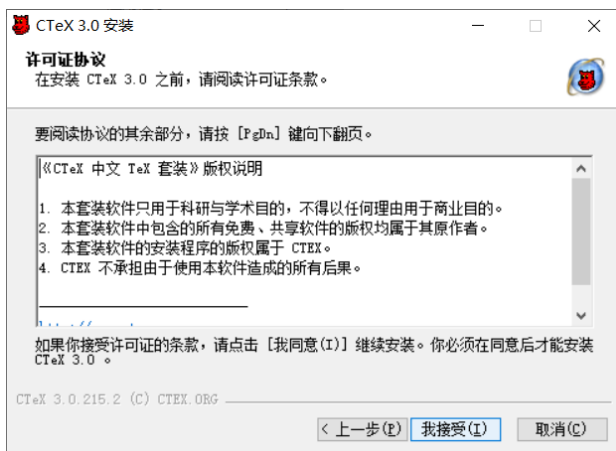 CTeX 3.0 安装
许可证协议
在安装 CTeX 3.0 之前，请阅读许可证条款。
要阅读协议的其余部分，请按 [PgDn] 键向下翻页。
《CTeX 中文 TeX 套装》版权说明
1. 本套装软件只用于科研与学术目的，不得以任何理由用于商业目的。
2. 本套装软件中包含的所有免费、共享软件的版权均属于其原作者。
3. 本套装软件的安装程序的版权属于 CTEX。
4. CTEX 不承担由于使用本软件造成的所有后果。
如果你接受许可证的条款，请点击 [我同意(I)] 继续安装。你必须在同意后才能安装
CTeX 3.0 。
CTeX 3.0.215.2 (C) CTEX.ORG
< 上一步(P) 我接受(I) 取消(C)